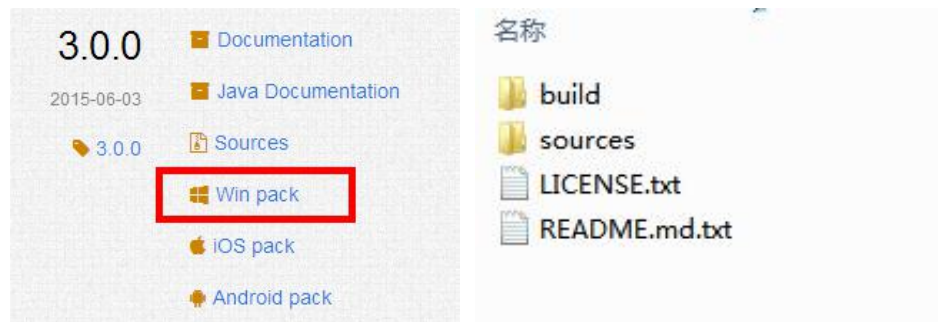 3.0.0
2015-06-03
3.0.0
Documentation
Java Documentation
Sources
Win pack
iOS pack
Android pack
名称
build
sources
LICENSE.txt
README.md.txt